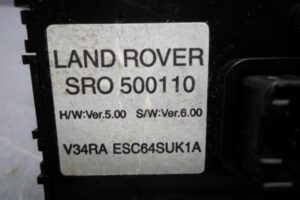 LAND ROVER
SRO 500110
H/W:Ver.5.00 S/W:Ver.6.00
V34RA ESC64SUK1A